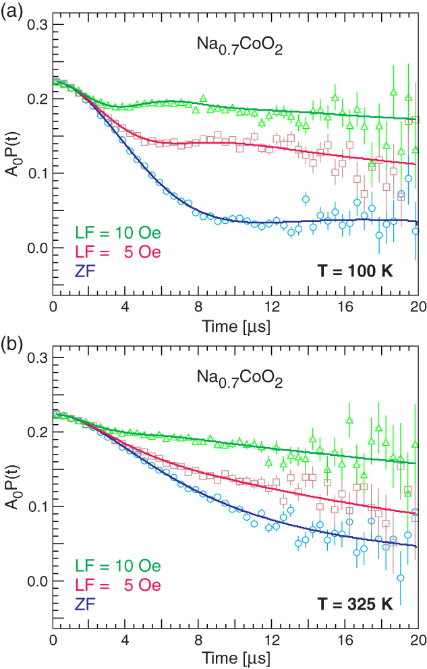 (a)
0.3
Na₀.₇CoO₂
0.2
A₀P(t)
0.1
0.0
LF = 10 Oe
LF = 5 Oe
ZF
T = 100 K
0 4 8 12 16 20
Time [μs]
(b)
0.3
Na₀.₇CoO₂
0.2
A₀P(t)
0.1
0.0
LF = 10 Oe
LF = 5 Oe
ZF
T = 325 K
0 4 8 12 16 20
Time [μs]